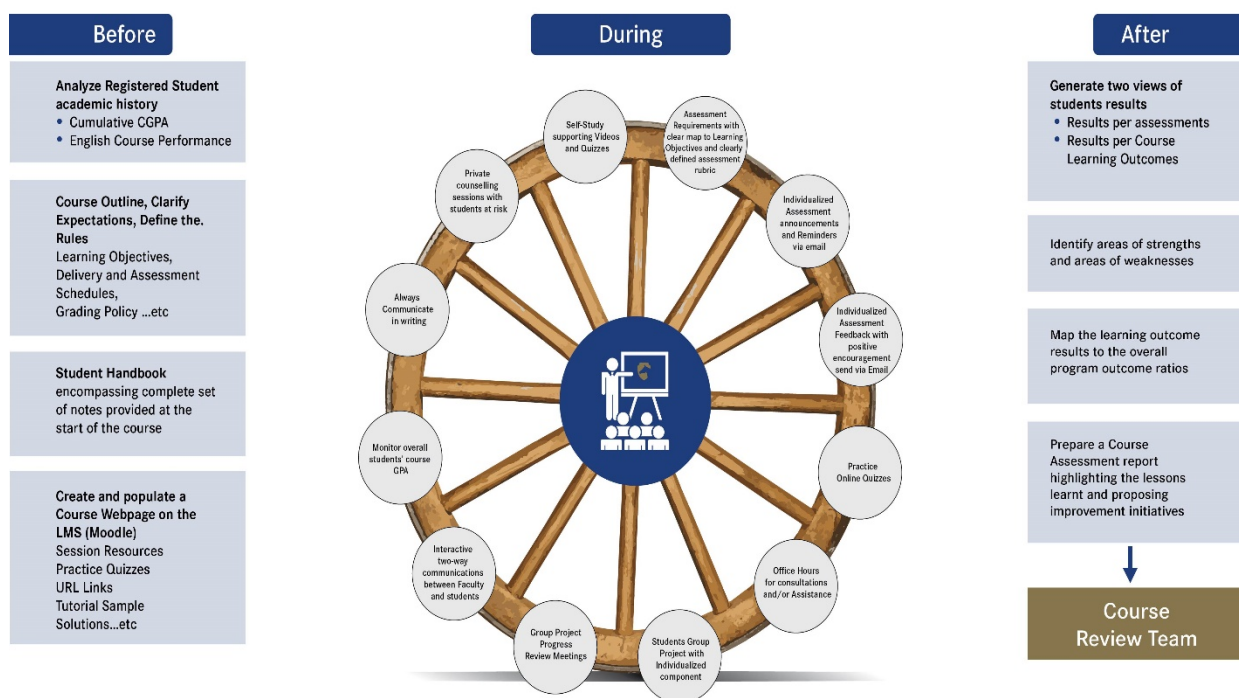 Before
Analyze Registered Student
academic history
• Cumulative CGPA
• English Course Performance
Course Outline, Clarify
Expectations, Define the.
Rules
Learning Objectives,
Delivery and Assessment
Schedules,
Grading Policy ...etc
Student Handbook
encompassing complete set
of notes provided at the
start of the course
Create and populate a
Course Webpage on the
LMS (Moodle)
Session Resources
Practice Quizzes
URL Links
Tutorial Sample
Solutions...etc
During
Self-Study
supporting Videos
and Quizzes
Assessment
Requirements with
clear map to Learning
Objectives and clearly
defined assessment
rubric
Individualized
Assessment
announcements
and Reminders
via email
Individualized
Assessment
Feedback with
positive
encouragement
send via Email
Practice
Online Quizzes
Office Hours
for consultations
and/or Assistance
Students Group
Project with
Individualized
component
Group Project
Progress
Review Meetings
Interactive
two-way
communications
between Faculty
and students
Monitor overall
students' course
GPA
Always
Communicate
in writing
Private
counselling
sessions with
students at risk
After
Generate two views of
students results
• Results per assessments
• Results per Course
Learning Outcomes
Identify areas of strengths
and areas of weaknesses
Map the learning outcome
results to the overall
program outcome ratios
Prepare a Course
Assessment report
highlighting the lessons
learnt and proposing
improvement initiatives
Course
Review Team